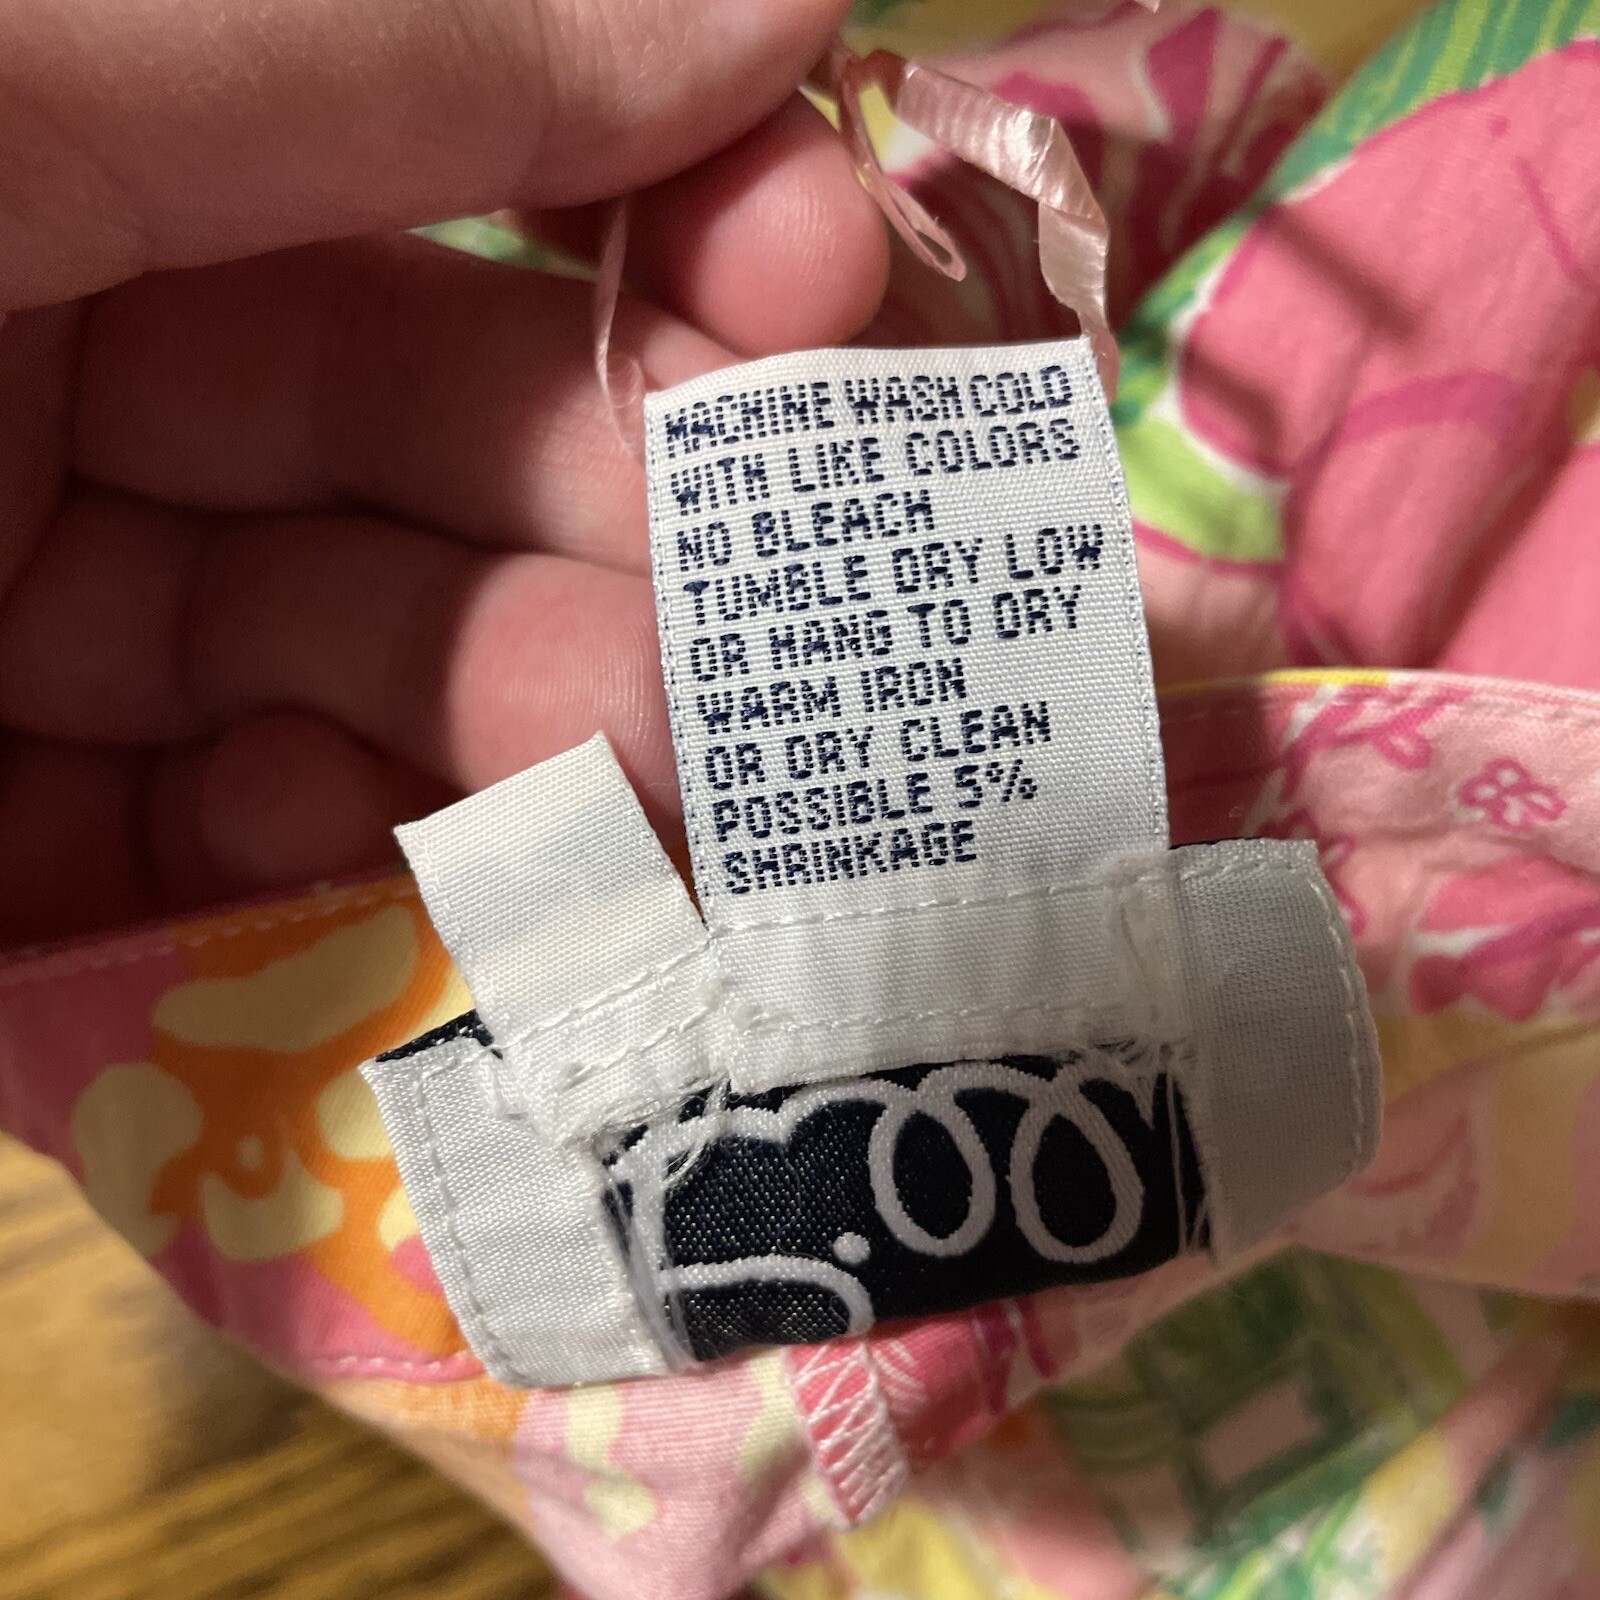 MACHINE WASH COLD
WITH LIKE COLORS
NO BLEACH
TUMBLE DRY LOW
OR HANG TO DRY
WARM IRON
OR DRY CLEAN
POSSIBLE 5%
SHRINKAGE